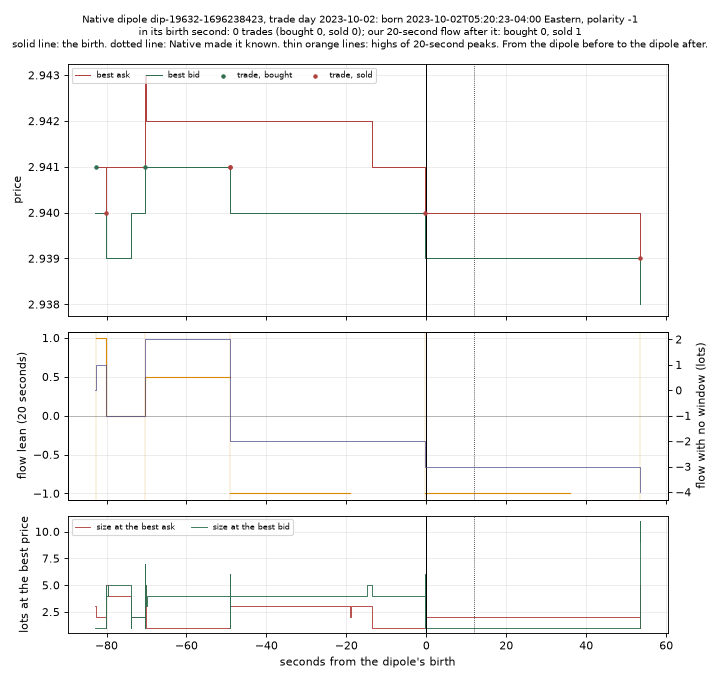 Native dipole dip-19632-1696238423, trade day 2023-10-02: born 2023-10-02T05:20:23-04:00 Eastern, polarity -1
in its birth second: 0 trades (bought 0, sold 0); our 20-second flow after it: bought 0, sold 1
solid line: the birth. dotted line: Native made it known. thin orange lines: highs of 20-second peaks. From the dipole before to the dipole after.
best ask best bid trade, bought trade, sold
2.943
2.942
2.941
2.940
2.939
2.938
price
1.0
0.5
0.0
−0.5
−1.0
flow lean (20 seconds)
2
1
0
−1
−2
−3
−4
flow with no window (lots)
size at the best ask size at the best bid
10.0
7.5
5.0
2.5
lots at the best price
−80 −60 −40 −20 0 20 40 60
seconds from the dipole's birth